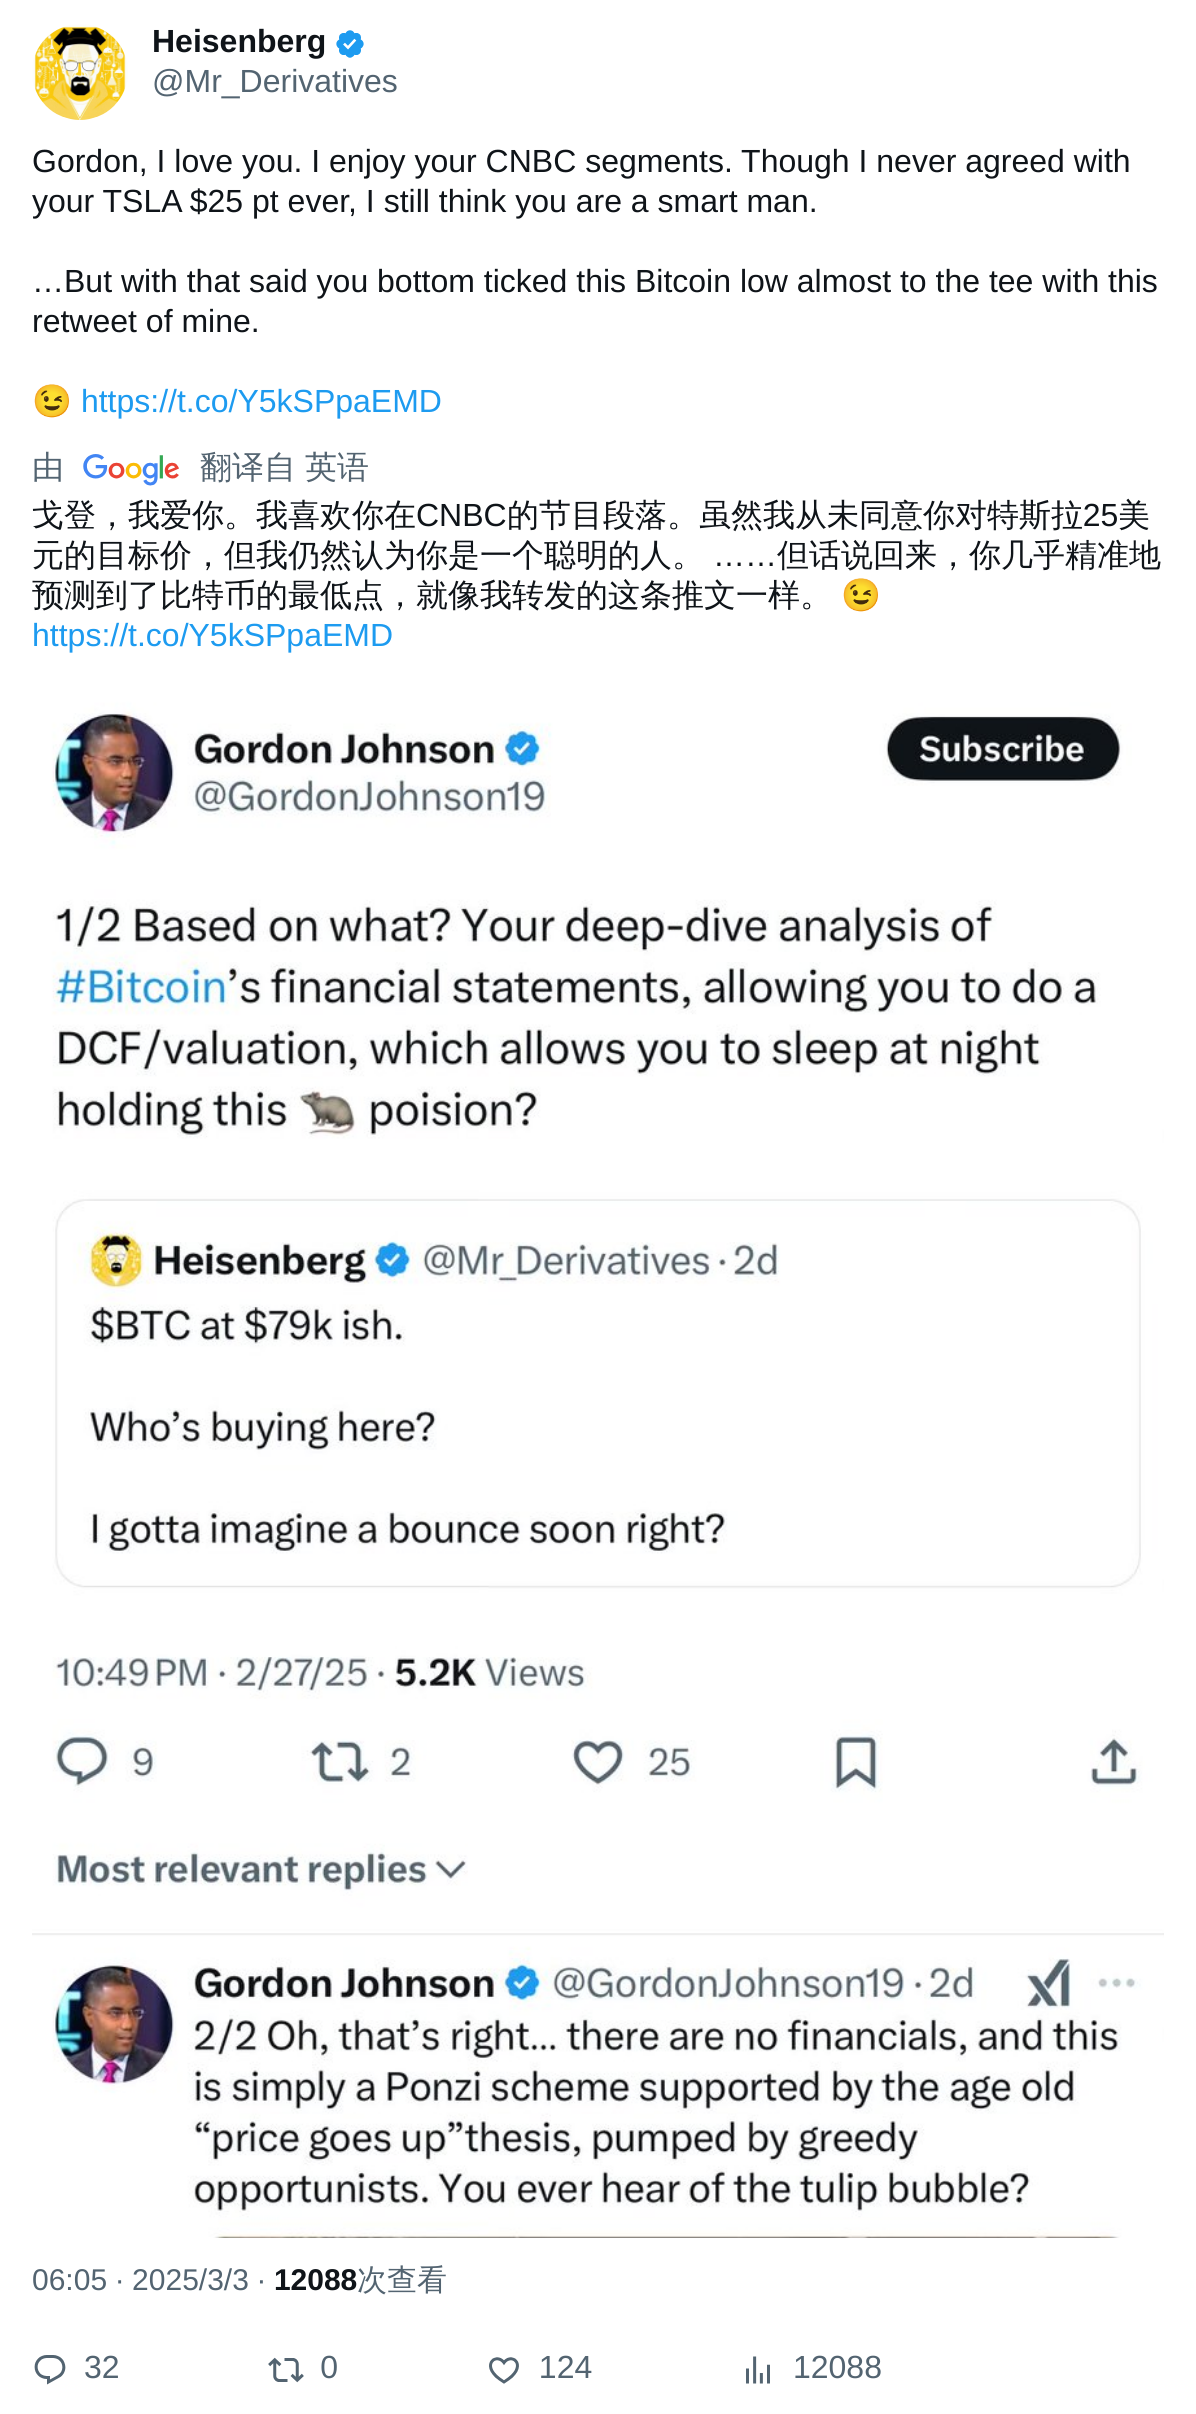 Heisenberg
@Mr_Derivatives
Gordon, I love you. I enjoy your CNBC segments. Though I never agreed with
your TSLA $25 pt ever, I still think you are a smart man.
…But with that said you bottom ticked this Bitcoin low almost to the tee with this
retweet of mine.
😉 https://t.co/Y5kSPpaEMD
由 Google 翻译自 英语
戈登，我爱你。我喜欢你在CNBC的节目段落。虽然我从未同意你对特斯拉25美
元的目标价，但我仍然认为你是一个聪明的人。 ……但话说回来，你几乎精准地
预测到了比特币的最低点，就像我转发的这条推文一样。 😉
https://t.co/Y5kSPpaEMD
Gordon Johnson
Subscribe
@GordonJohnson19
1/2 Based on what? Your deep-dive analysis of
#Bitcoin’s financial statements, allowing you to do a
DCF/valuation, which allows you to sleep at night
holding this 🐀 poision?
Heisenberg @Mr_Derivatives · 2d
$BTC at $79k ish.
Who’s buying here?
I gotta imagine a bounce soon right?
10:49 PM · 2/27/25 · 5.2K Views
9 2 25
Most relevant replies
Gordon Johnson @GordonJohnson19 · 2d
2/2 Oh, that’s right... there are no financials, and this
is simply a Ponzi scheme supported by the age old
“price goes up”thesis, pumped by greedy
opportunists. You ever hear of the tulip bubble?
06:05 · 2025/3/3 · 12088次查看
32 0 124 12088